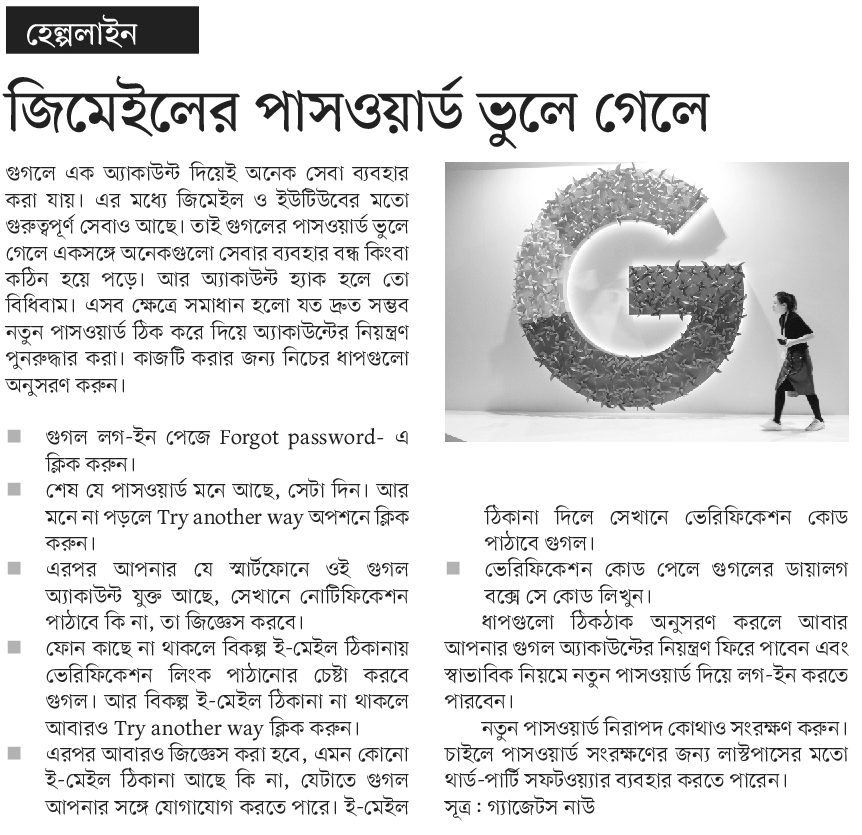 হেল্পলাইন
জিমেইলের পাসওয়ার্ড ভুলে গেলে
গুগলে এক অ্যাকাউন্ট দিয়েই অনেক সেবা ব্যবহার
করা যায়। এর মধ্যে জিমেইল ও ইউটিউবের মতো
গুরুত্বপূর্ণ সেবাও আছে। তাই গুগলের পাসওয়ার্ড ভুলে
গেলে একসঙ্গে অনেকগুলো সেবার ব্যবহার বন্ধ কিংবা
কঠিন হয়ে পড়ে। আর অ্যাকাউন্ট হ্যাক হলে তো
বিধিবাম। এসব ক্ষেত্রে সমাধান হলো যত দ্রুত সম্ভব
নতুন পাসওয়ার্ড ঠিক করে দিয়ে অ্যাকাউন্টের নিয়ন্ত্রণ
পুনরুদ্ধার করা। কাজটি করার জন্য নিচের ধাপগুলো
অনুসরণ করুন।
গুগল লগ-ইন পেজে Forgot password- এ
ক্লিক করুন।
শেষ যে পাসওয়ার্ড মনে আছে, সেটা দিন। আর
মনে না পড়লে Try another way অপশনে ক্লিক
করুন।
এরপর আপনার যে স্মার্টফোনে ওই গুগল
অ্যাকাউন্ট যুক্ত আছে, সেখানে নোটিফিকেশন
পাঠাবে কি না, তা জিজ্ঞেস করবে।
ফোন কাছে না থাকলে বিকল্প ই-মেইল ঠিকানায়
ভেরিফিকেশন লিংক পাঠানোর চেষ্টা করবে
গুগল। আর বিকল্প ই-মেইল ঠিকানা না থাকলে
আবারও Try another way ক্লিক করুন।
এরপর আবারও জিজ্ঞেস করা হবে, এমন কোনো
ই-মেইল ঠিকানা আছে কি না, যেটাতে গুগল
আপনার সঙ্গে যোগাযোগ করতে পারে। ই-মেইল
ঠিকানা দিলে সেখানে ভেরিফিকেশন কোড
পাঠাবে গুগল।
ভেরিফিকেশন কোড পেলে গুগলের ডায়ালগ
বক্সে সে কোড লিখুন।
ধাপগুলো ঠিকঠাক অনুসরণ করলে আবার
আপনার গুগল অ্যাকাউন্টের নিয়ন্ত্রণ ফিরে পাবেন এবং
স্বাভাবিক নিয়মে নতুন পাসওয়ার্ড দিয়ে লগ-ইন করতে
পারবেন।
নতুন পাসওয়ার্ড নিরাপদ কোথাও সংরক্ষণ করুন।
চাইলে পাসওয়ার্ড সংরক্ষণের জন্য লাস্টপাসের মতো
থার্ড-পার্টি সফটওয়্যার ব্যবহার করতে পারেন।
সূত্র : গ্যাজেটস নাউ